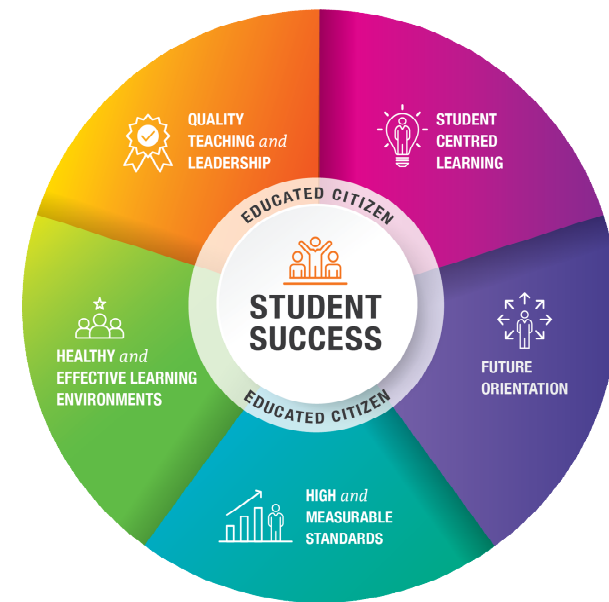 QUALITY
TEACHING and
LEADERSHIP
STUDENT
CENTRED
LEARNING
EDUCATED CITIZEN
STUDENT
SUCCESS
EDUCATED CITIZEN
HEALTHY and
EFFECTIVE LEARNING
ENVIRONMENTS
FUTURE
ORIENTATION
HIGH and
MEASURABLE
STANDARDS